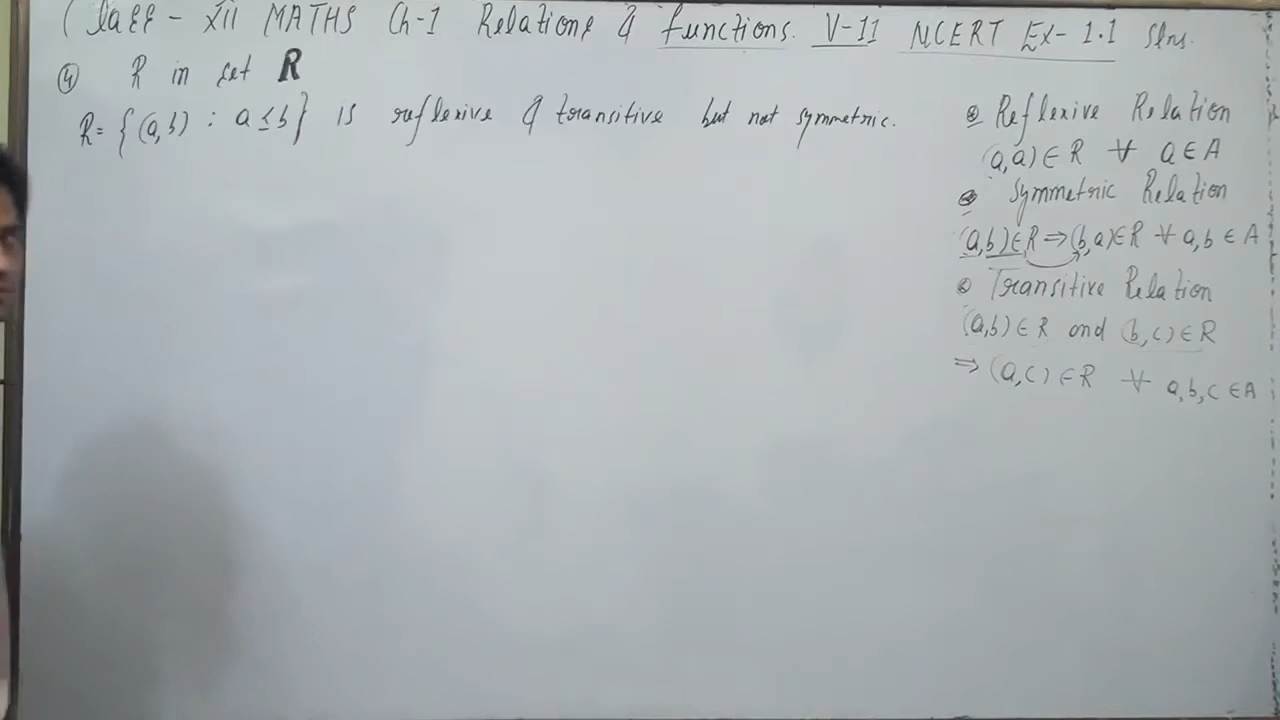 Class - XII MATHS Ch-1 Relations & functions. V-11 NCERT Ex- 1.1 Slns.
④ R in set R
R = {(a,b) : a ≤ b} is reflexive & transitive but not symmetric.
Reflexive Relation
(a,a) ∈ R ∀ a ∈ A
Symmetric Relation
(a,b) ∈ R ⇒ (b,a) ∈ R ∀ a,b ∈ A
Transitive Relation
(a,b) ∈ R and (b,c) ∈ R
⇒ (a,c) ∈ R ∀ a,b,c ∈ A